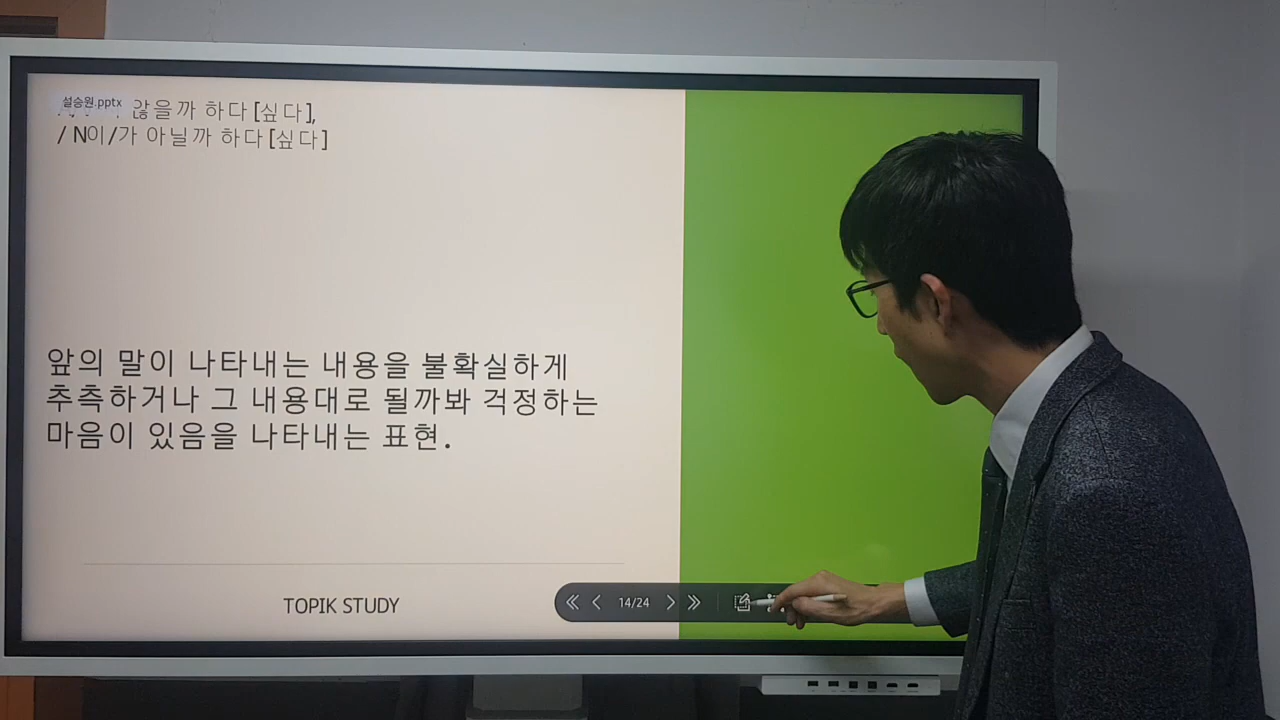 설승원.pptx
않을까 하다[싶다],
/ N이/가 아닐까 하다[싶다]
앞의 말이 나타내는 내용을 불확실하게
추측하거나 그 내용대로 될까봐 걱정하는
마음이 있음을 나타내는 표현.
TOPIK STUDY
14/24